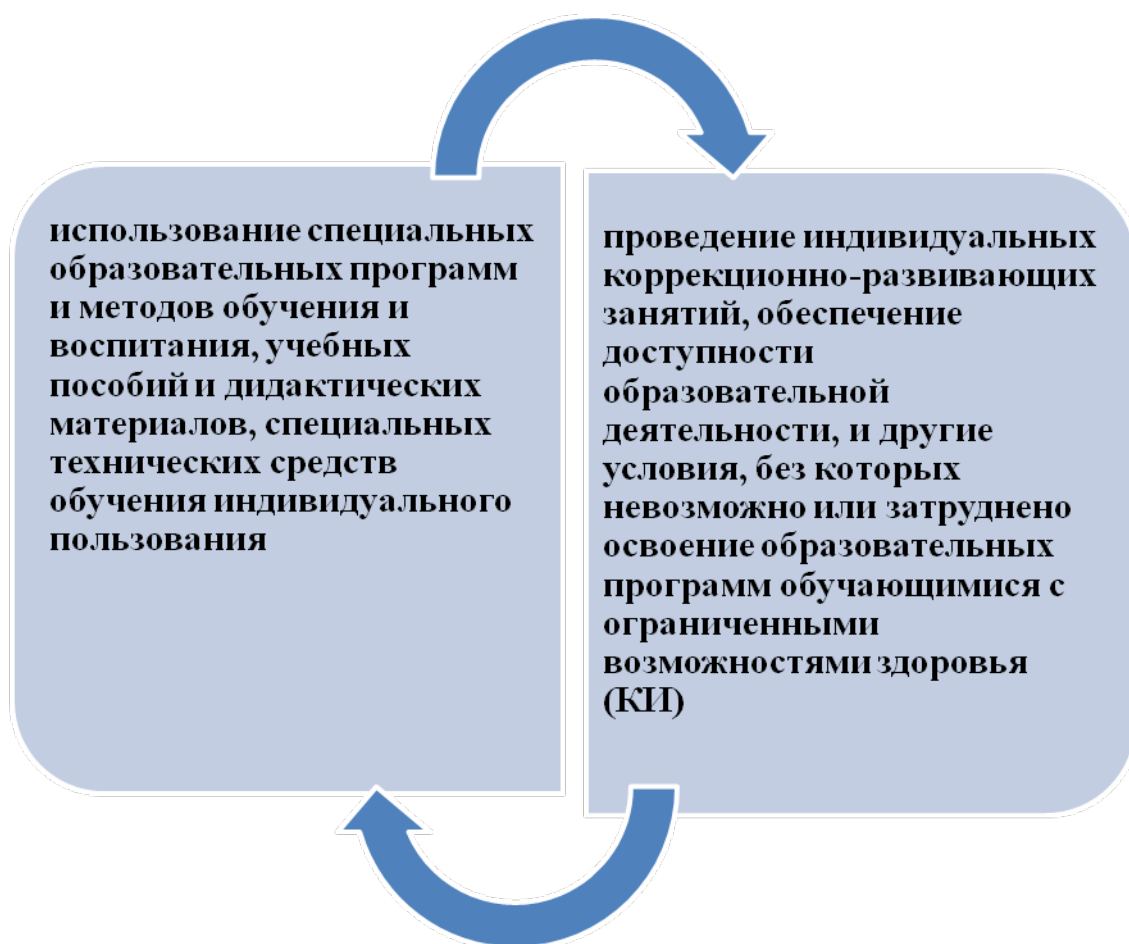 использование специальных
образовательных программ
и методов обучения и
воспитания, учебных
пособий и дидактических
материалов, специальных
технических средств
обучения индивидуального
пользования
проведение индивидуальных
коррекционно-развивающих
занятий, обеспечение
доступности
образовательной
деятельности, и другие
условия, без которых
невозможно или затруднено
освоение образовательных
программ обучающимися с
ограниченными
возможностями здоровья
(КИ)